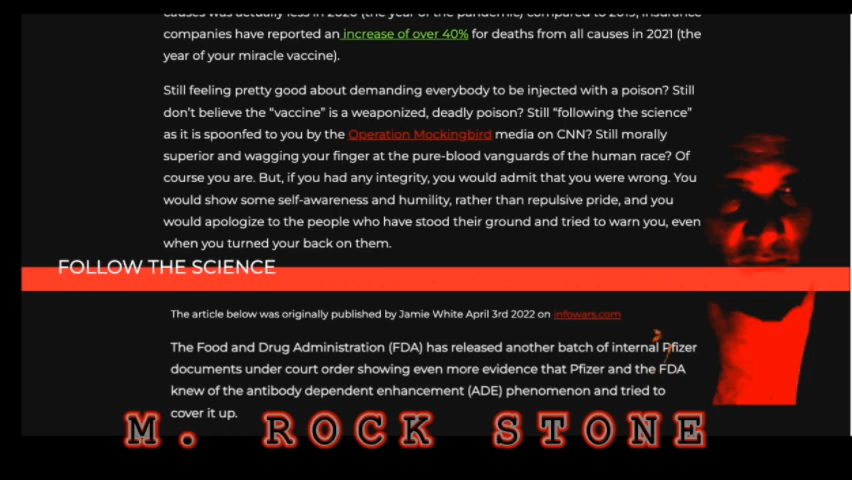 causes was actually less in 2020 (the year of the pandemic) compared to 2019, insurance
companies have reported an increase of over 40% for deaths from all causes in 2021 (the
year of your miracle vaccine).
Still feeling pretty good about demanding everybody to be injected with a poison? Still
don't believe the “vaccine” is a weaponized, deadly poison? Still “following the science”
as it is spoonfed to you by the Operation Mockingbird media on CNN? Still morally
superior and wagging your finger at the pure-blood vanguards of the human race? Of
course you are. But, if you had any integrity, you would admit that you were wrong. You
would show some self-awareness and humility, rather than repulsive pride, and you
would apologize to the people who have stood their ground and tried to warn you, even
when you turned your back on them.
FOLLOW THE SCIENCE
The article below was originally published by Jamie White April 3rd 2022 on infowars.com
The Food and Drug Administration (FDA) has released another batch of internal Pfizer
documents under court order showing even more evidence that Pfizer and the FDA
knew of the antibody dependent enhancement (ADE) phenomenon and tried to
cover it up.
M. ROCK STONE